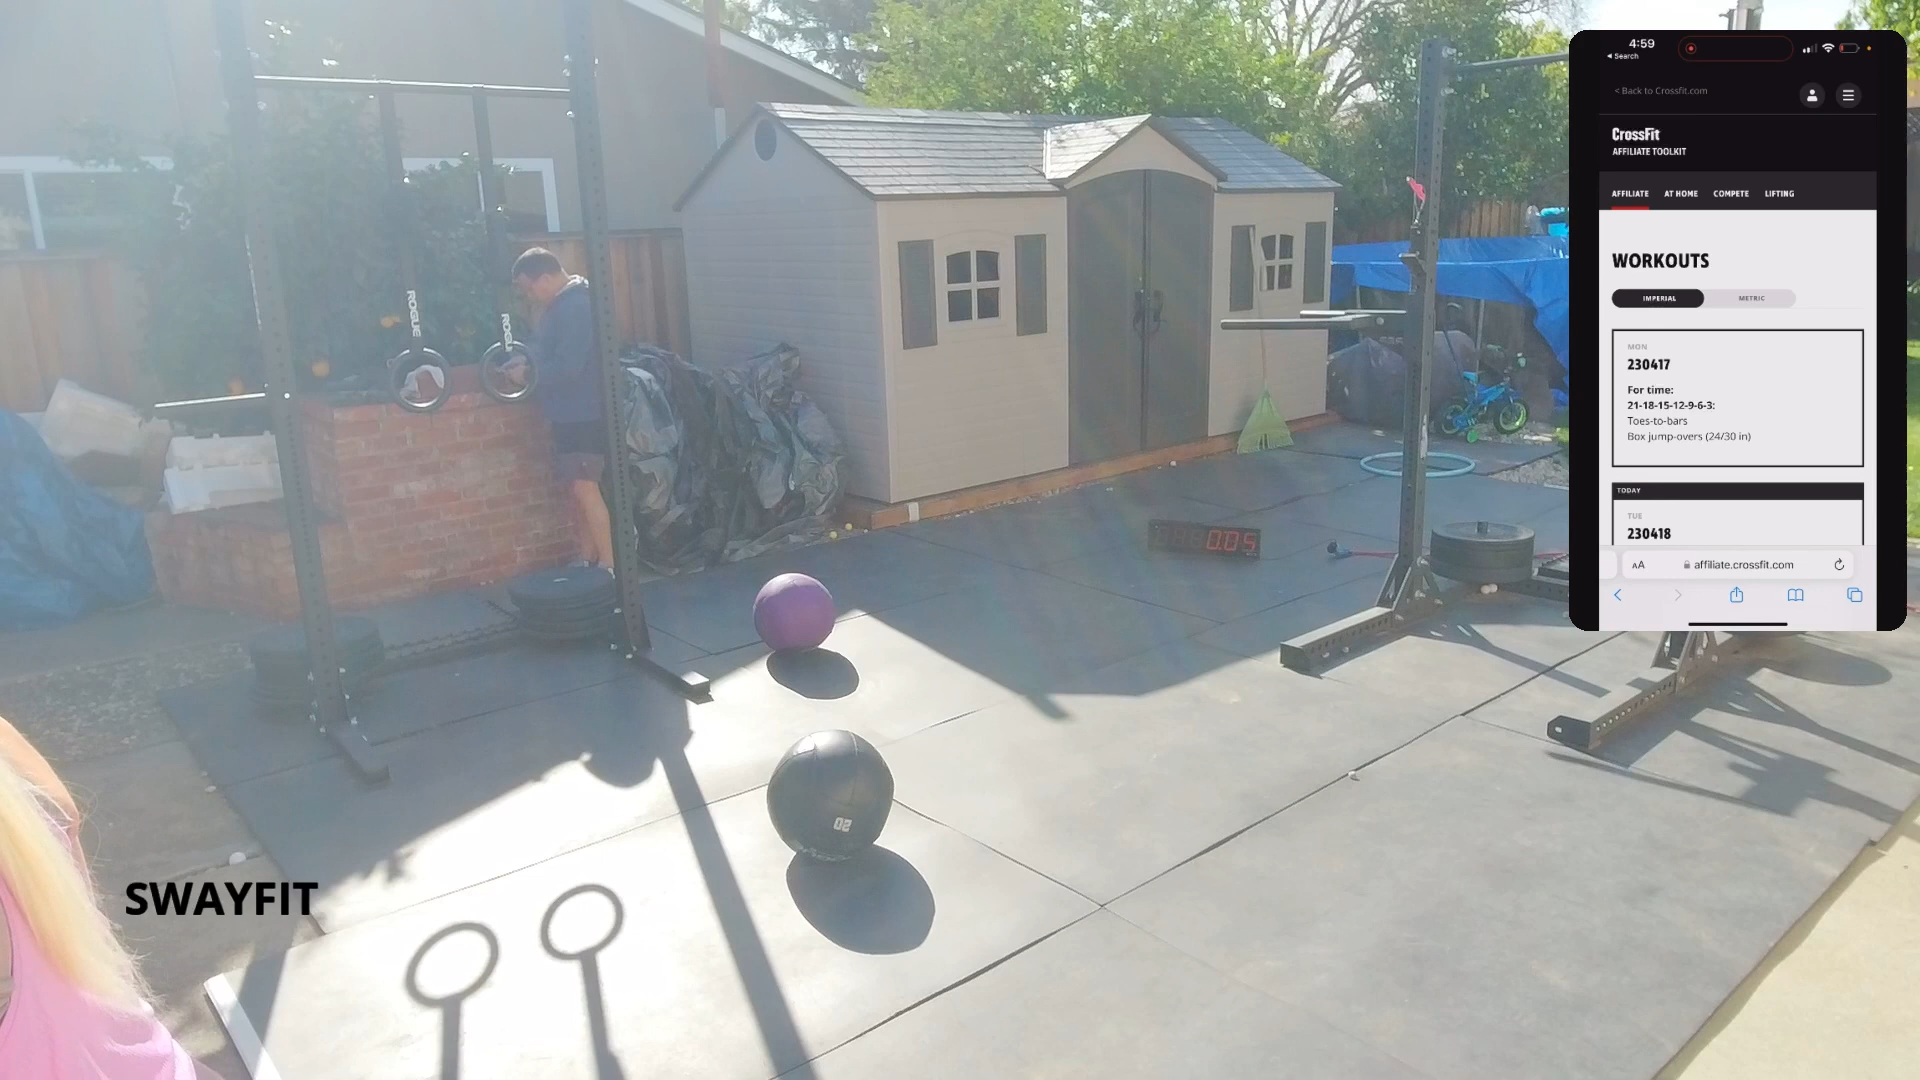 4:59
◂ Search
< Back to Crossfit.com
CrossFit
AFFILIATE TOOLKIT
AFFILIATE AT HOME COMPETE LIFTING
WORKOUTS
IMPERIAL METRIC
MON
230417
For time:
21-18-15-12-9-6-3:
Toes-to-bars
Box jump-overs (24/30 in)
TODAY
TUE
230418
AA affiliate.crossfit.com
ROGUE
ROGUE
0:05
20
SWAYFIT